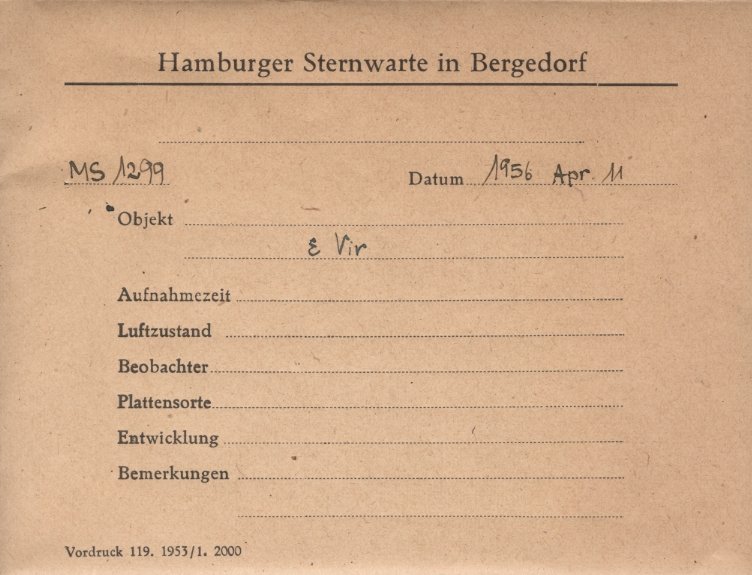 Hamburger Sternwarte in Bergedorf
MS 1299 Datum 1956 Apr. 11
Objekt
ε Vir
Aufnahmezeit
Luftzustand
Beobachter
Plattensorte
Entwicklung
Bemerkungen
Vordruck 119. 1953/1. 2000